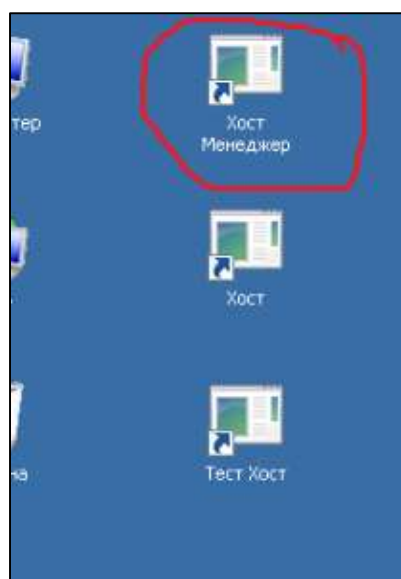 тер
Хост
Менеджер
Хост
на
Тест Хост